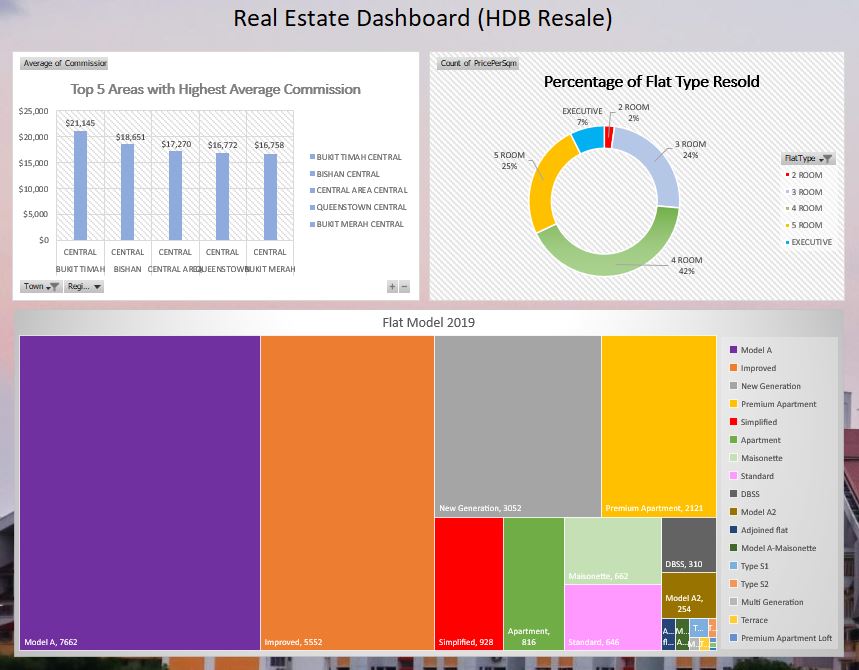 Real Estate Dashboard (HDB Resale)
Average of Commission
Top 5 Areas with Highest Average Commission
$25,000
$20,000
$15,000
$10,000
$5,000
$0
$21,145
$18,651
$17,270
$16,772
$16,758
CENTRAL CENTRAL CENTRAL CENTRAL CENTRAL
BUKIT TIMAH BISHAN CENTRAL AREA QUEENSTOWN BUKIT MERAH
BUKIT TIMAH CENTRAL
BISHAN CENTRAL
CENTRAL AREA CENTRAL
QUEENSTOWN CENTRAL
BUKIT MERAH CENTRAL
Town Regi...
Count of PricePerSqm
Percentage of Flat Type Resold
EXECUTIVE
7%
2 ROOM
2%
3 ROOM
24%
5 ROOM
25%
4 ROOM
42%
FlatType
2 ROOM
3 ROOM
4 ROOM
5 ROOM
EXECUTIVE
Flat Model 2019
Model A, 7662
Improved, 5552
New Generation, 3052
Premium Apartment, 2121
Simplified, 928
Apartment,
816
Maisonette, 662
Standard, 646
DBSS, 310
Model A2,
254
A...
fl...
M...
A...
T...
Model A
Improved
New Generation
Premium Apartment
Simplified
Apartment
Maisonette
Standard
DBSS
Model A2
Adjoined flat
Model A-Maisonette
Type S1
Type S2
Multi Generation
Terrace
Premium Apartment Loft